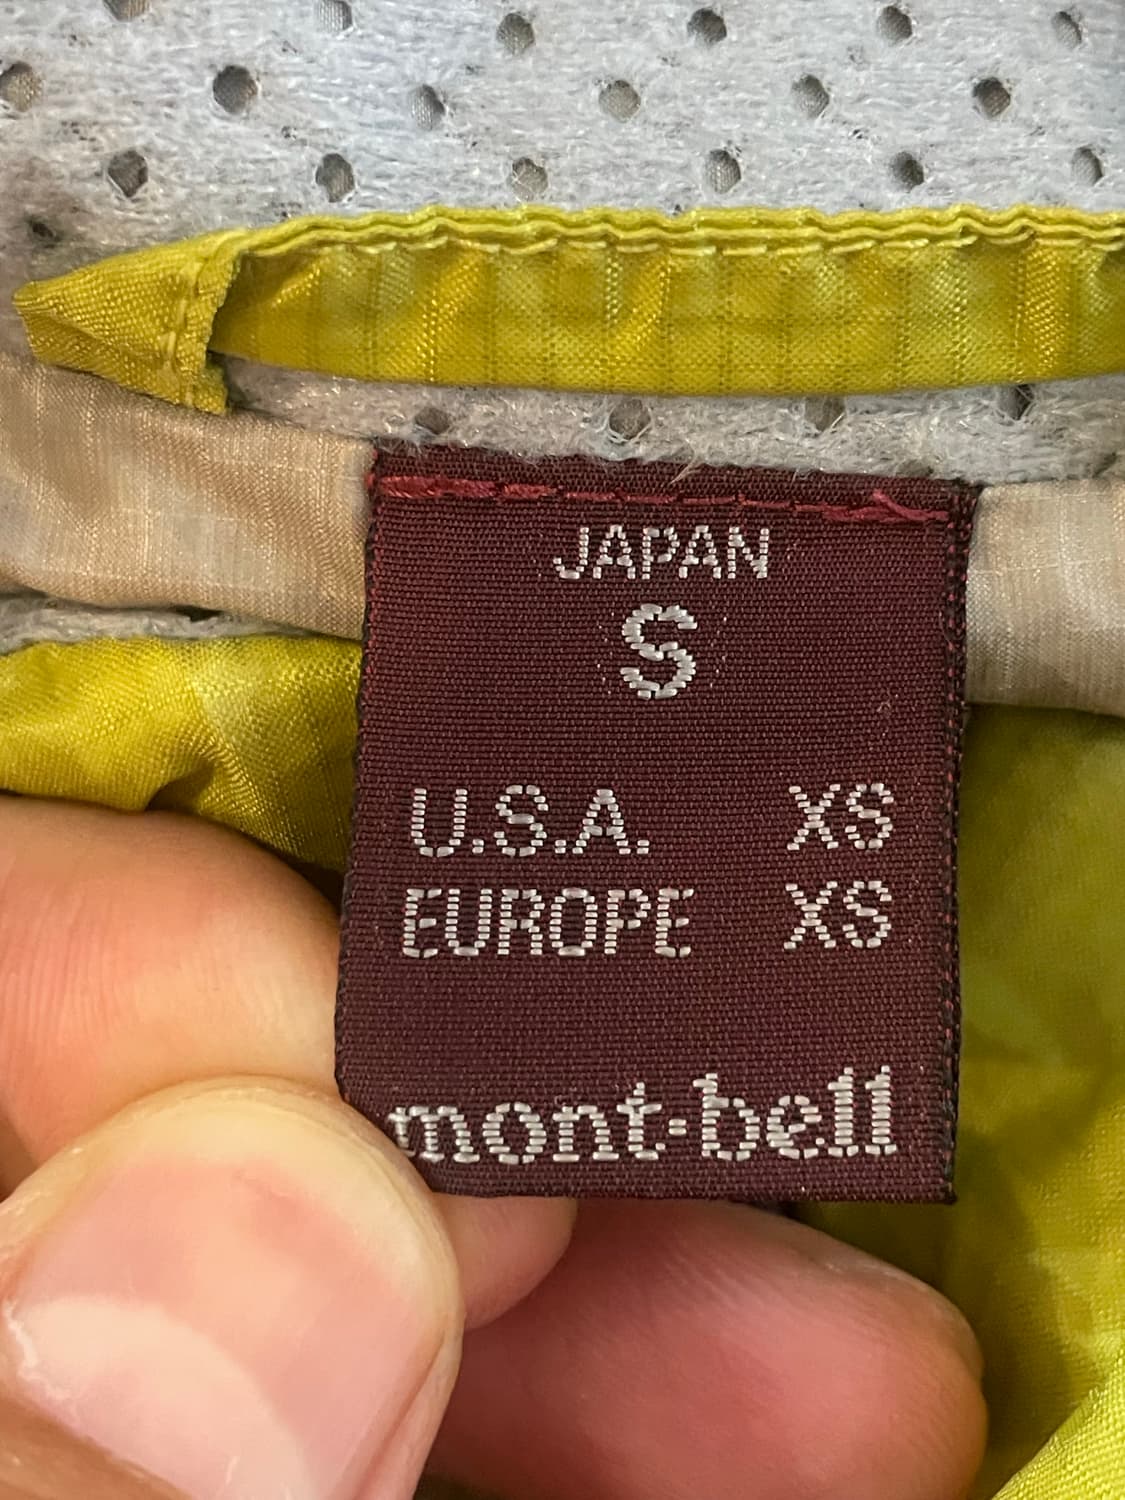 JAPAN
S
U.S.A. XS
EUROPE XS
mont-bell